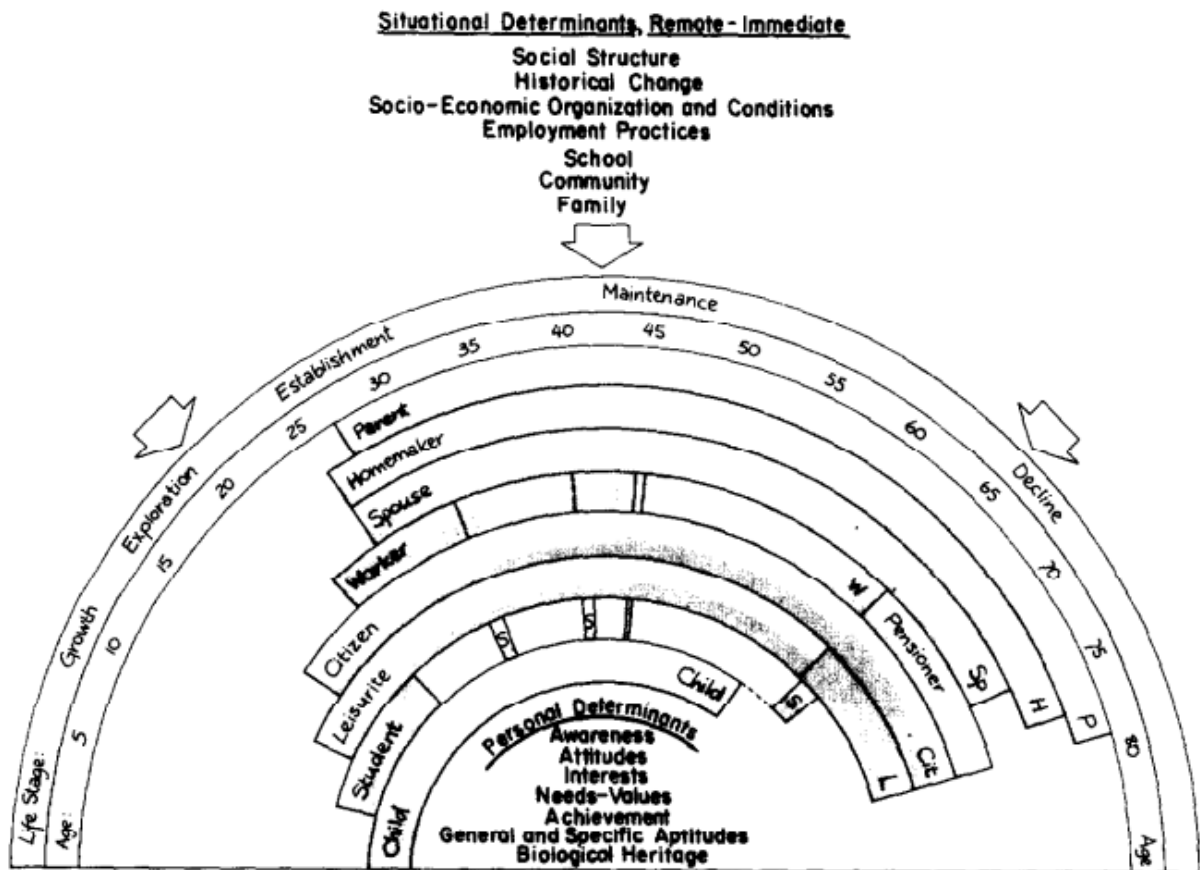 Situational Determinants, Remote-Immediate
Social Structure
Historical Change
Socio-Economic Organization and Conditions
Employment Practices
School
Community
Family
Life Stage:
Growth
Exploration
Establishment
Maintenance
Decline
Age:
5
10
15
20
25
30
35
40
45
50
55
60
65
70
75
80
Age
Parent
P
Homemaker
H
Spouse
Sp
Worker
W
Pensioner
Citizen
Cit
Leisurite
L
Student
S
S
S
Child
Child
Personal Determinants
Awareness
Attitudes
Interests
Needs-Values
Achievement
General and Specific Aptitudes
Biological Heritage